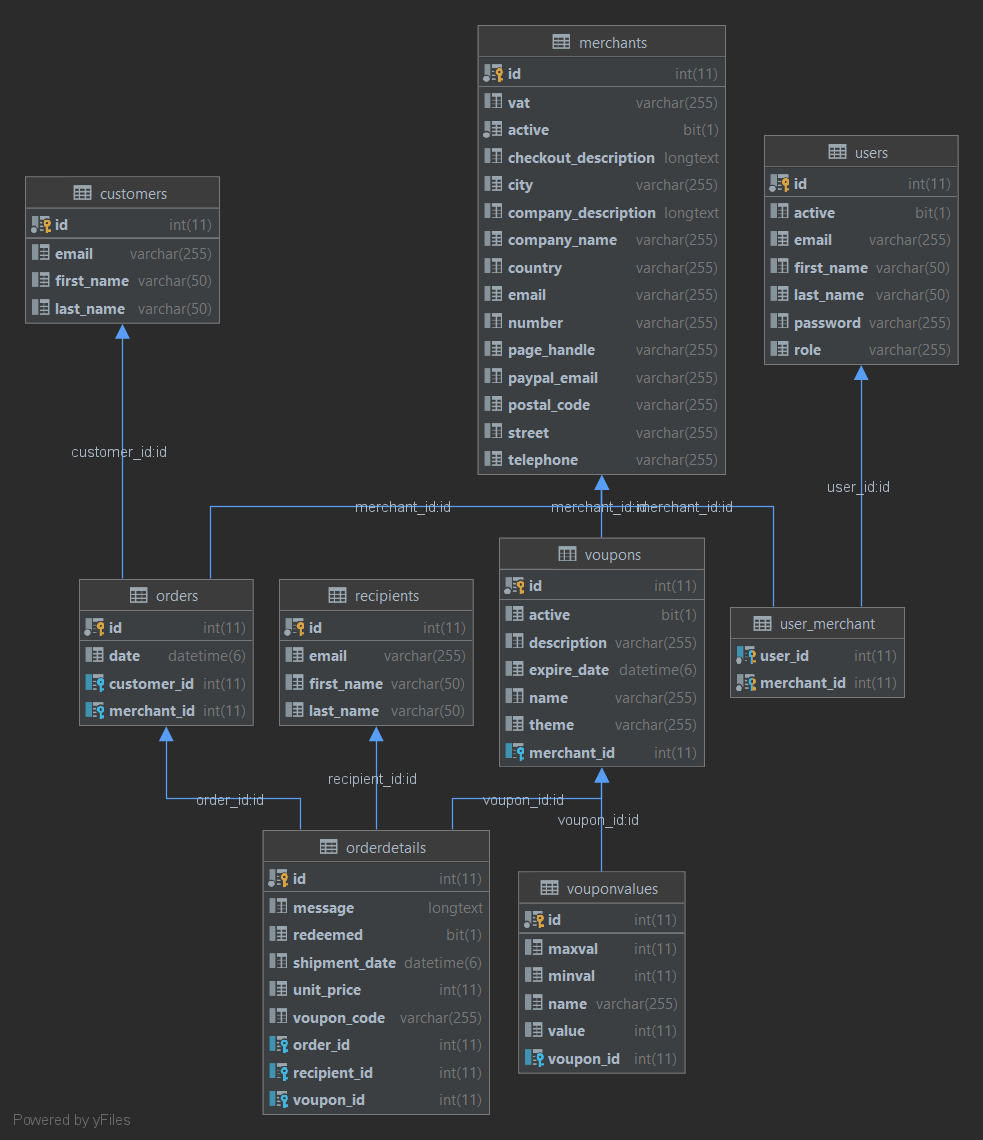 merchants
id int(11)
vat varchar(255)
active bit(1)
checkout_description longtext
city varchar(255)
company_description longtext
company_name varchar(255)
country varchar(255)
email varchar(255)
number varchar(255)
page_handle varchar(255)
paypal_email varchar(255)
postal_code varchar(255)
street varchar(255)
telephone varchar(255)
users
id int(11)
active bit(1)
email varchar(255)
first_name varchar(50)
last_name varchar(50)
password varchar(255)
role varchar(255)
customers
id int(11)
email varchar(255)
first_name varchar(50)
last_name varchar(50)
customer_id:id
user_id:id
merchant_id:id
merchant_id:id
merchant_id:id
orders
id int(11)
date datetime(6)
customer_id int(11)
merchant_id int(11)
recipients
id int(11)
email varchar(255)
first_name varchar(50)
last_name varchar(50)
voupons
id int(11)
active bit(1)
description varchar(255)
expire_date datetime(6)
name varchar(255)
theme varchar(255)
merchant_id int(11)
user_merchant
user_id int(11)
merchant_id int(11)
recipient_id:id
order_id:id
voupon_id:id
voupon_id:id
orderdetails
id int(11)
message longtext
redeemed bit(1)
shipment_date datetime(6)
unit_price int(11)
voupon_code varchar(255)
order_id int(11)
recipient_id int(11)
voupon_id int(11)
vouponvalues
id int(11)
maxval int(11)
minval int(11)
name varchar(255)
value int(11)
voupon_id int(11)
Powered by yFiles